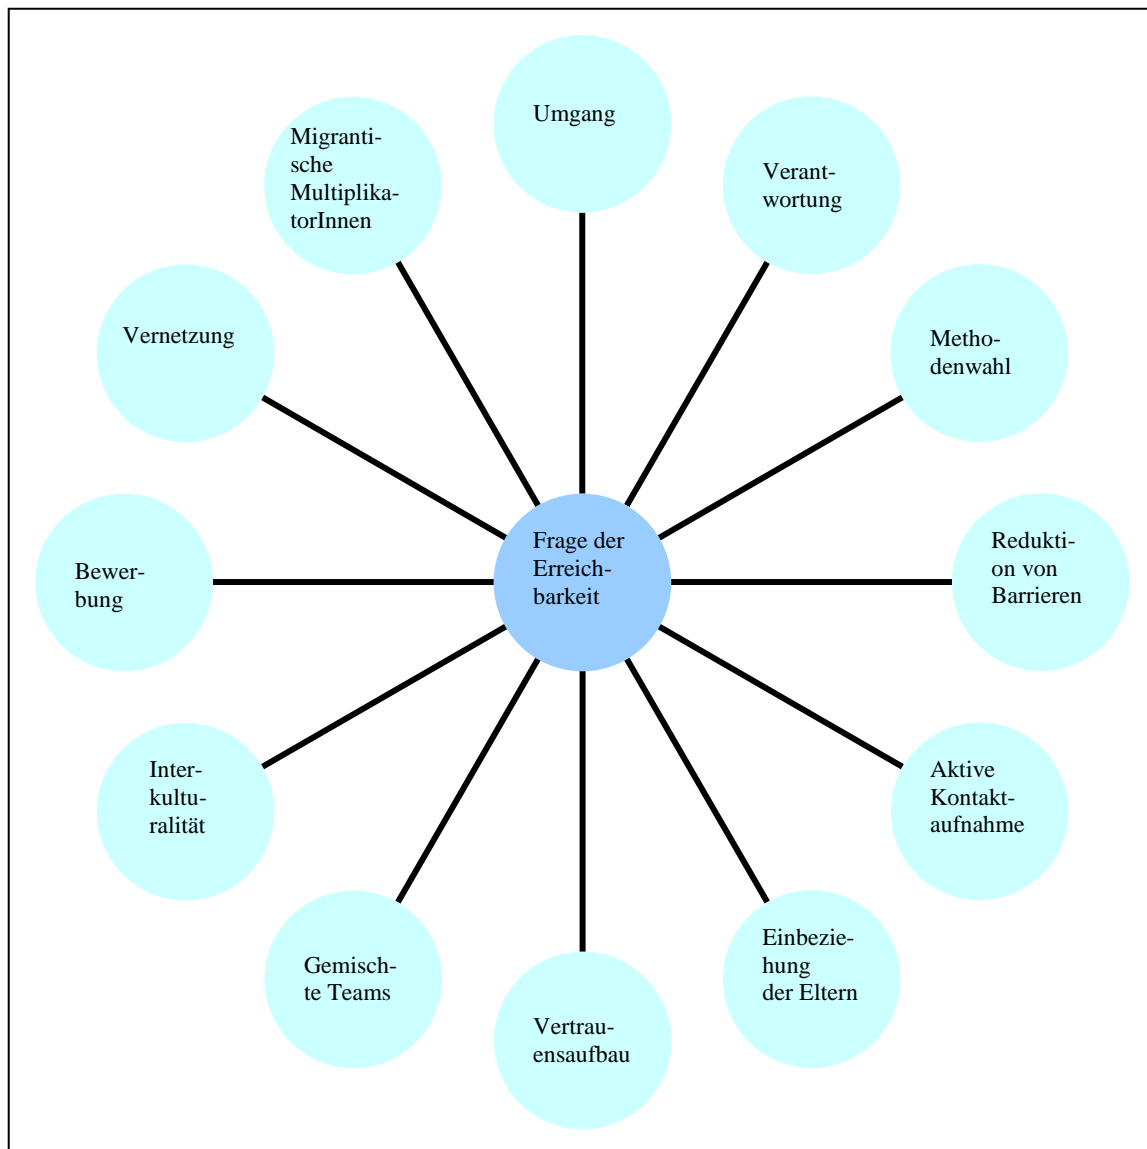 Umgang
Migranti-
sche
Multiplika-
torInnen
Verant-
wortung
Vernetzung
Metho-
denwahl
Frage der
Erreich-
barkeit
Bewer-
bung
Redukti-
on von
Barrieren
Inter-
kultu-
ralität
Aktive
Kontakt-
aufnahme
Gemisch-
te Teams
Einbezie-
hung
der Eltern
Vertrau-
ensaufbau